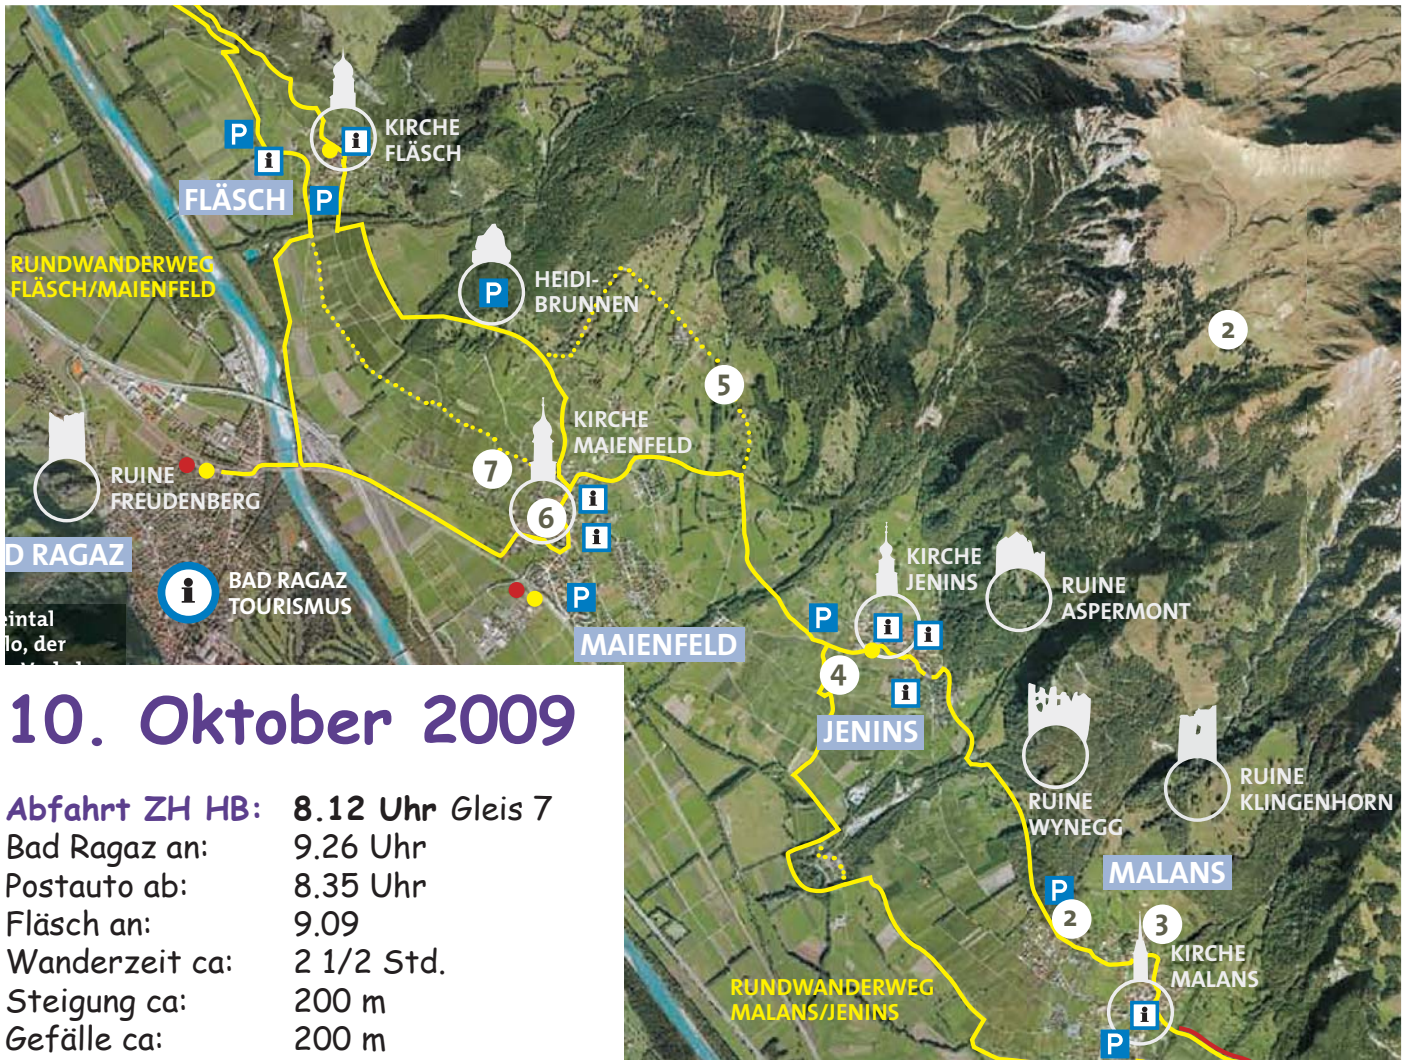 P
i
KIRCHE
FLÄSCH
i
FLÄSCH
P
RUNDWANDERWEG
FLÄSCH/MAIENFELD
P
HEIDI-
BRUNNEN
2
5
KIRCHE
MAIENFELD
7
RUINE
FREUDENBERG
i
6
i
D RAGAZ
i
BAD RAGAZ
TOURISMUS
KIRCHE
JENINS
RUINE
ASPERMONT
P
P
i
i
eintal
lo, der
MAIENFELD
4
i
JENINS
RUINE
WYNEGG
RUINE
KLINGENHORN
MALANS
P
2
3
KIRCHE
MALANS
RUNDWANDERWEG
MALANS/JENINS
i
P
10. Oktober 2009
Abfahrt ZH HB: 8.12 Uhr Gleis 7
Bad Ragaz an: 9.26 Uhr
Postauto ab: 8.35 Uhr
Fläsch an: 9.09
Wanderzeit ca: 2 1/2 Std.
Steigung ca: 200 m
Gefälle ca: 200 m